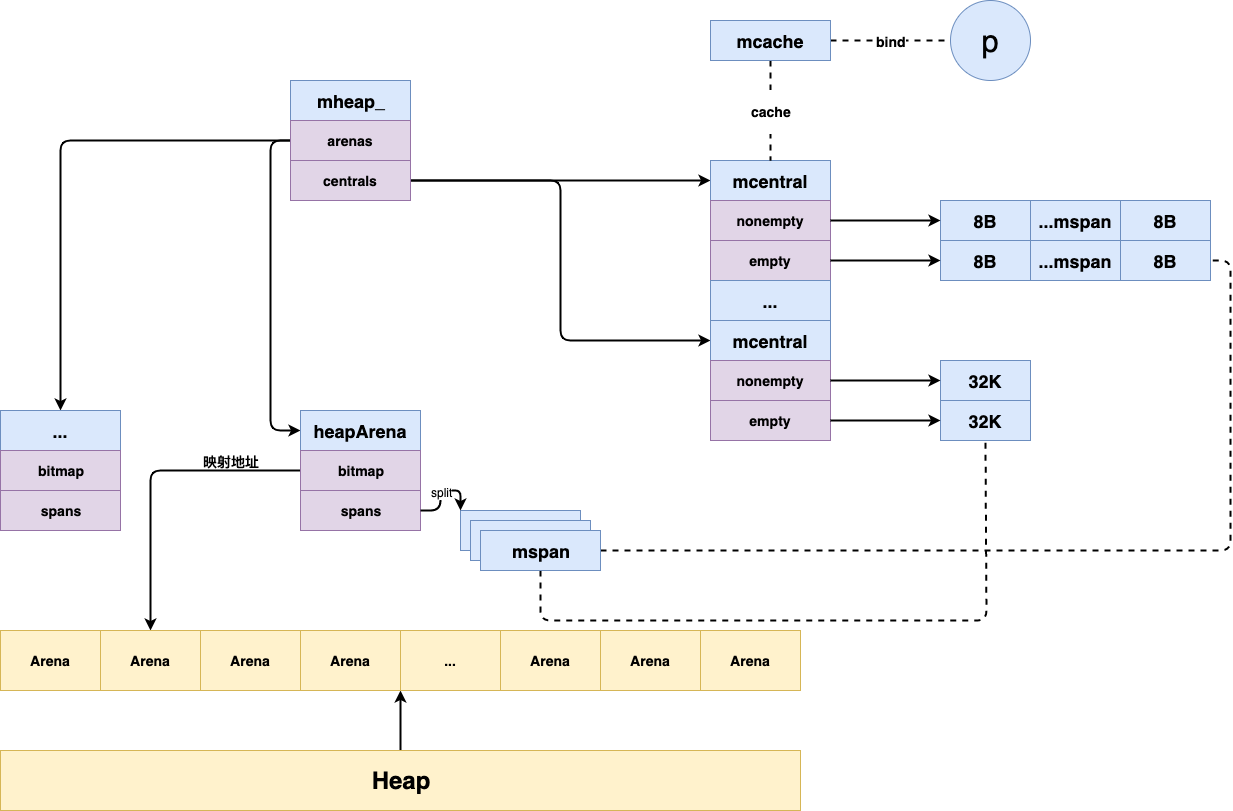 mcache
bind
p
mheap_
arenas
centrals
cache
mcentral
nonempty
empty
...
mcentral
nonempty
empty
8B
...mspan
8B
8B
...mspan
8B
32K
32K
...
bitmap
spans
heapArena
bitmap
spans
映射地址
split
mspan
Arena
Arena
Arena
Arena
...
Arena
Arena
Arena
Heap